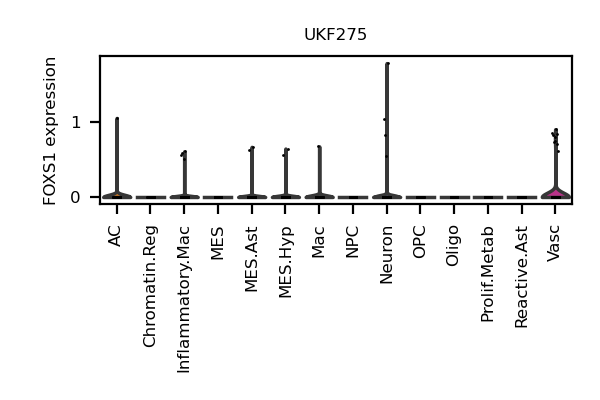 UKF275
FOXS1 expression
1
0
AC
Chromatin.Reg
Inflammatory.Mac
MES
MES.Ast
MES.Hyp
Mac
NPC
Neuron
OPC
Oligo
Prolif.Metab
Reactive.Ast
Vasc